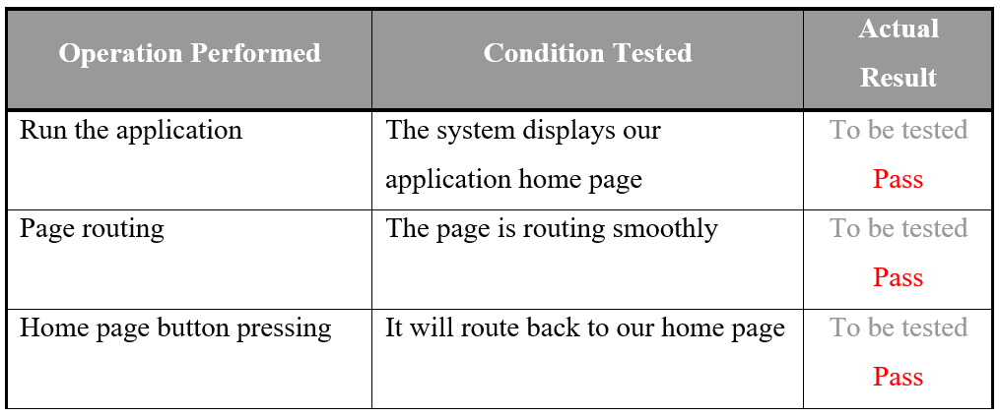 Operation Performed
Condition Tested
Actual
Result
Run the application
The system displays our
application home page
To be tested
Pass
Page routing
The page is routing smoothly
To be tested
Pass
Home page button pressing
It will route back to our home page
To be tested
Pass